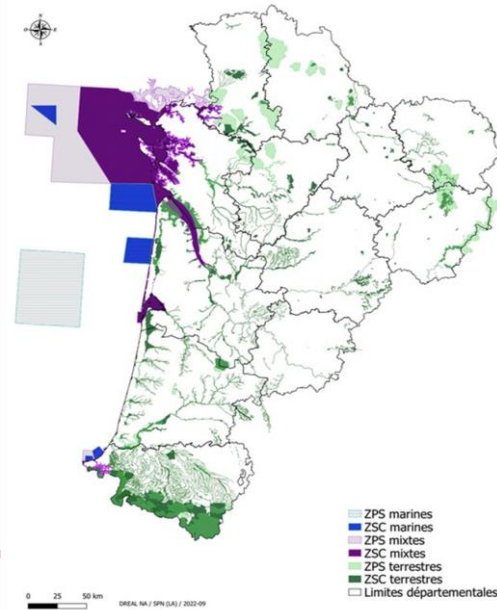 N
O E
S
ZPS marines
ZSC marines
ZPS mixtes
ZSC mixtes
ZPS terrestres
ZSC terrestres
Limites départementales
0 25 50 km
DREAL NA / SPN (LA) / 2022-09